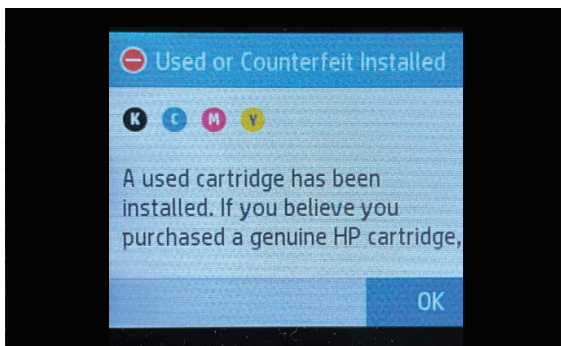 Used or Counterfeit Installed
K C M Y
A used cartridge has been
installed. If you believe you
purchased a genuine HP cartridge,
OK